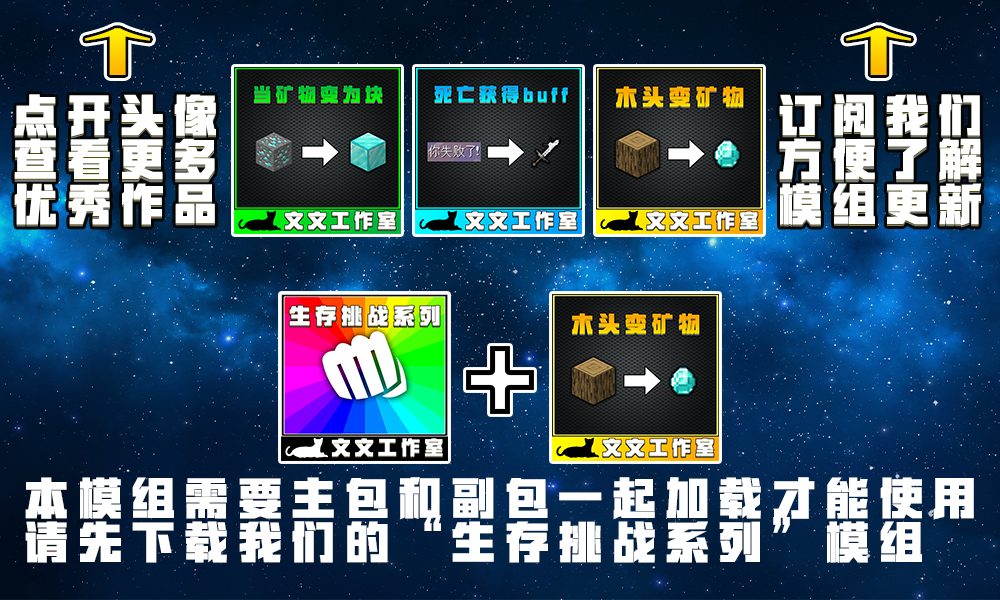 点开头像
查看更多
优秀作品
当矿物变为块
文文工作室
死亡获得buff
你失败了!
文文工作室
木头变矿物
文文工作室
订阅我们
方便了解
模组更新
生存挑战系列
文文工作室
木头变矿物
文文工作室
本模组需要主包和副包一起加载才能使用
请先下载我们的“生存挑战系列”模组